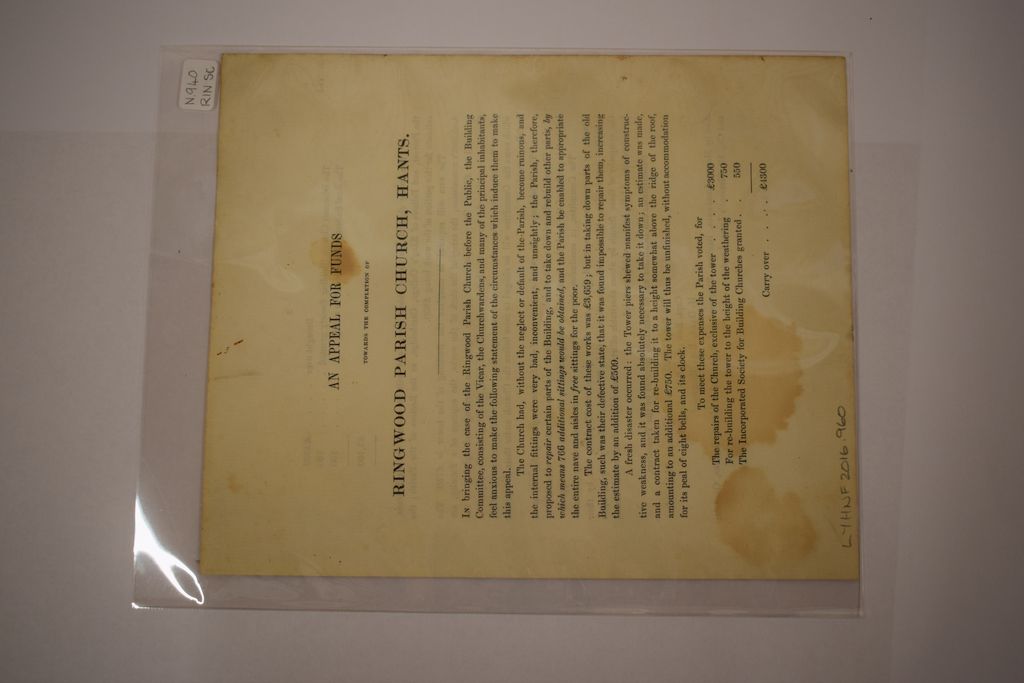 N.940
RIN SC
AN APPEAL FOR FUNDS
TOWARDS THE COMPLETION OF
RINGWOOD PARISH CHURCH, HANTS.
IN bringing the case of the Ringwood Parish Church before the Public, the Building
Committee, consisting of the Vicar, the Churchwardens, and many of the principal inhabitants,
feel anxious to make the following statement of the circumstances which induce them to make
this appeal.
The Church had, without the neglect or default of the Parish, become ruinous, and
the internal fittings were very bad, inconvenient, and unsightly; the Parish, therefore,
proposed to repair certain parts of the Building, and to take down and rebuild other parts, by
which means 706 additional sittings would be obtained, and the Parish be enabled to appropriate
the entire nave and aisles in free sittings for the poor.
The contract cost of these works was £3,659; but in taking down parts of the old
Building, such was their defective state, that it was found impossible to repair them, increasing
the estimate by an addition of £500.
A fresh disaster occurred: the Tower piers shewed manifest symptoms of construc-
tive weakness, and it was found absolutely necessary to take it down; an estimate was made,
and a contract taken for re-building it to a height somewhat above the ridge of the roof,
amounting to an additional £750. The tower will thus be unfinished, without accommodation
for its peal of eight bells, and its clock.
To meet these expenses the Parish voted, for
The repairs of the Church, exclusive of the tower . . . £3000
For re-building the tower to the height of the weathering . 750
The Incorporated Society for Building Churches granted . . 550
Carry over . . . . . £4300
LYHNF 2016.960